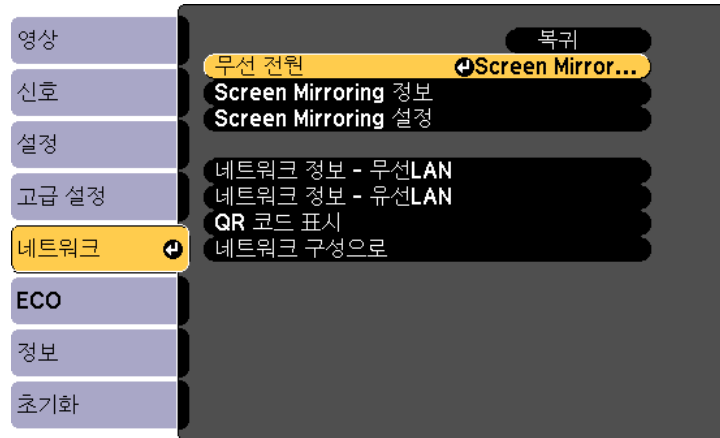 영상
신호
설정
고급 설정
네트워크
ECO
정보
초기화
복귀
무선 전원 Screen Mirror...
Screen Mirroring 정보
Screen Mirroring 설정
네트워크 정보 - 무선LAN
네트워크 정보 - 유선LAN
QR 코드 표시
네트워크 구성으로